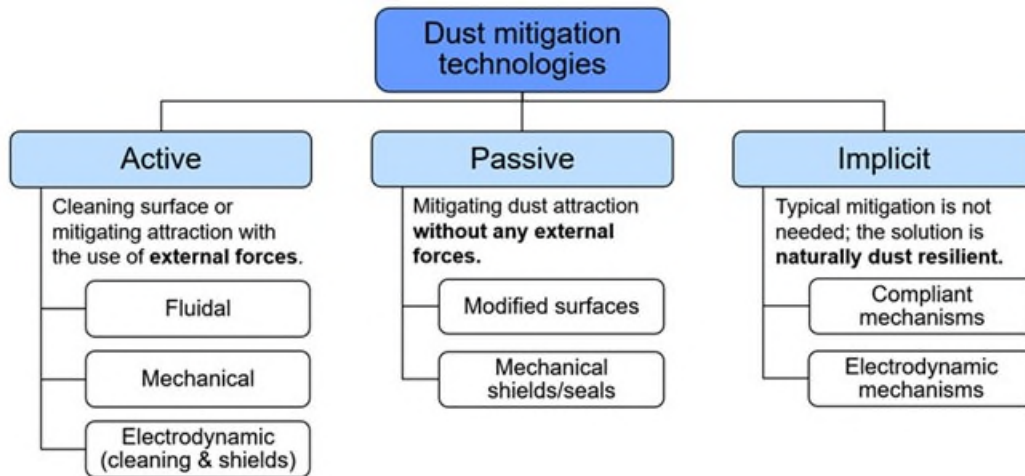 Dust mitigation
technologies
Active
Cleaning surface or
mitigating attraction with
the use of external forces.
Fluidal
Mechanical
Electrodynamic
(cleaning & shields)
Passive
Mitigating dust attraction
without any external
forces.
Modified surfaces
Mechanical
shields/seals
Implicit
Typical mitigation is not
needed; the solution is
naturally dust resilient.
Compliant
mechanisms
Electrodynamic
mechanisms